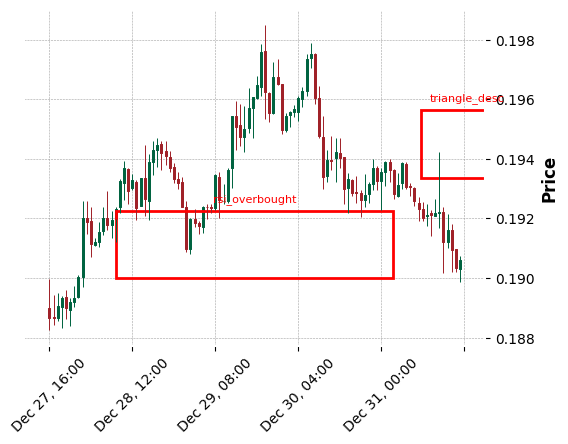 0.198
0.196
0.194
0.192
0.190
0.188
Price
triangle_desc
rsi_overbought
Dec 27, 16:00
Dec 28, 12:00
Dec 29, 08:00
Dec 30, 04:00
Dec 31, 00:00